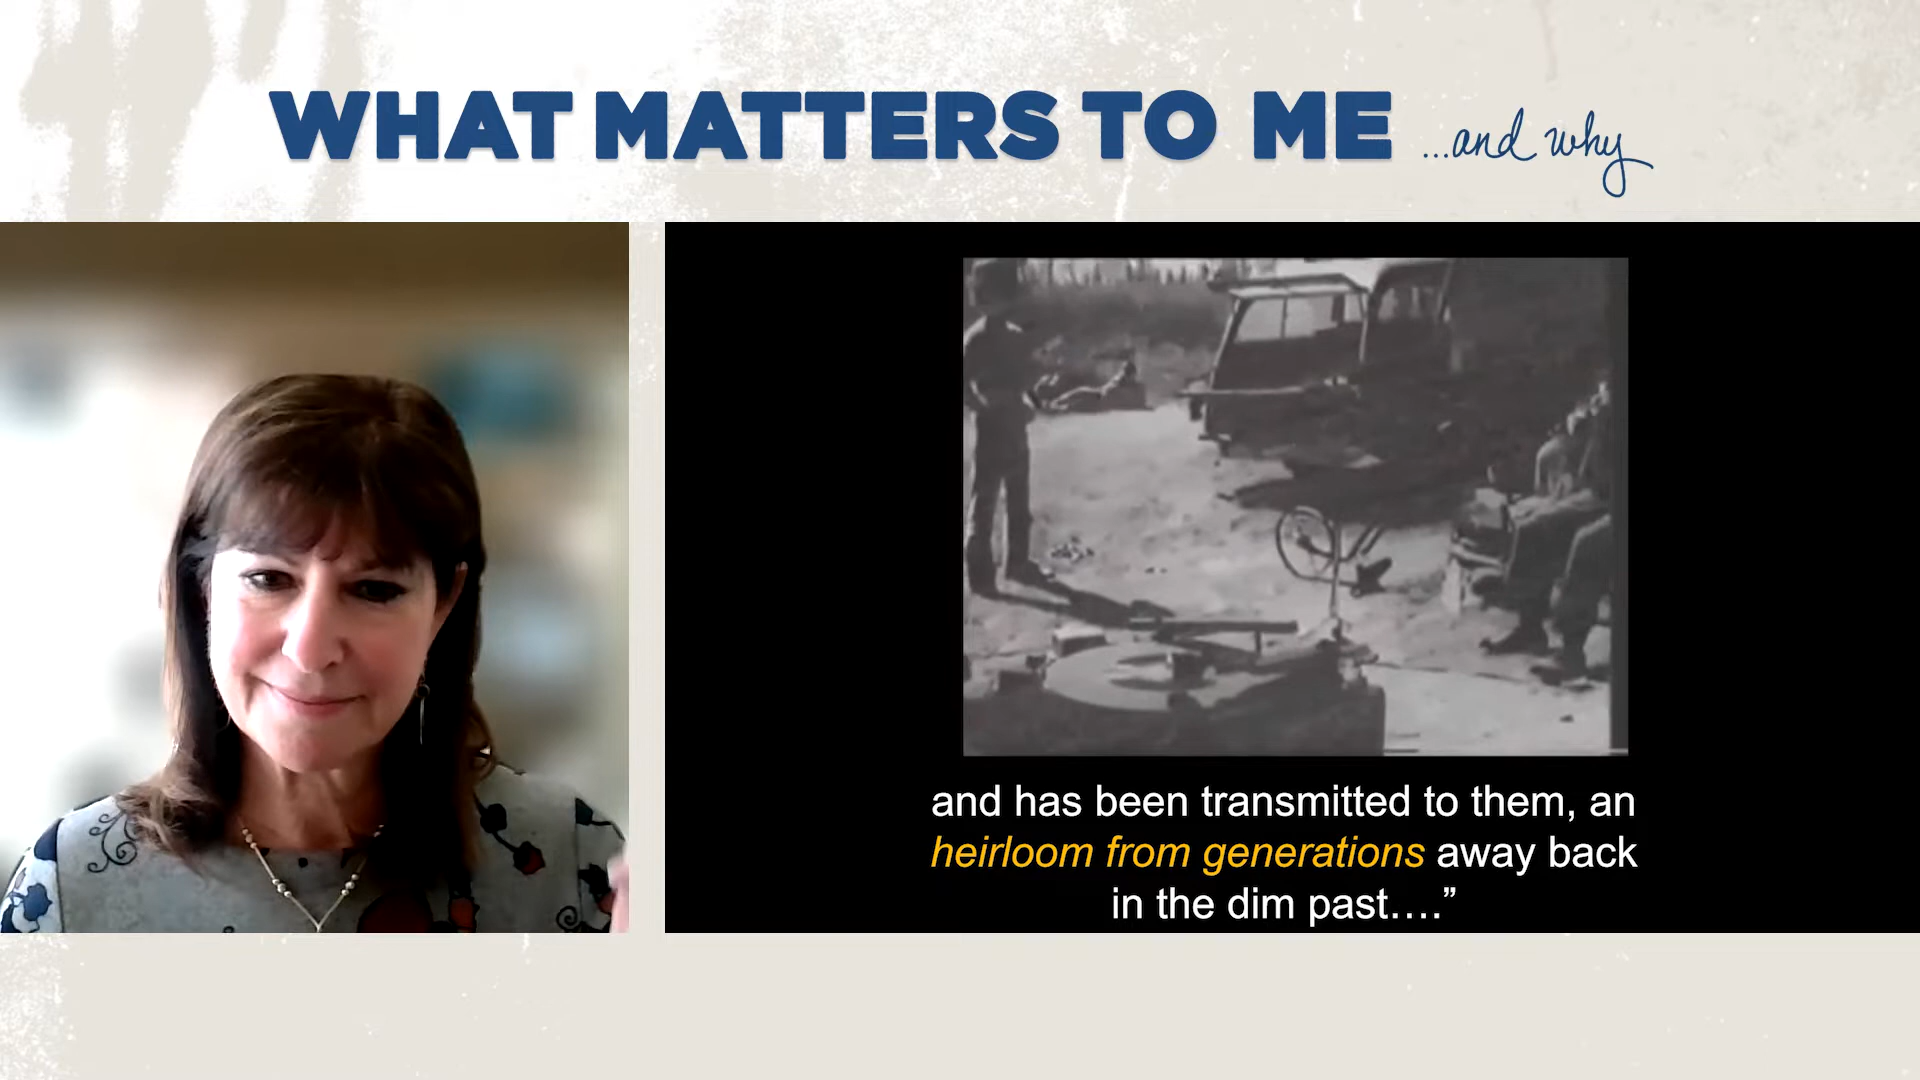 WHAT MATTERS TO ME ...and why
and has been transmitted to them, an
heirloom from generations away back
in the dim past....”